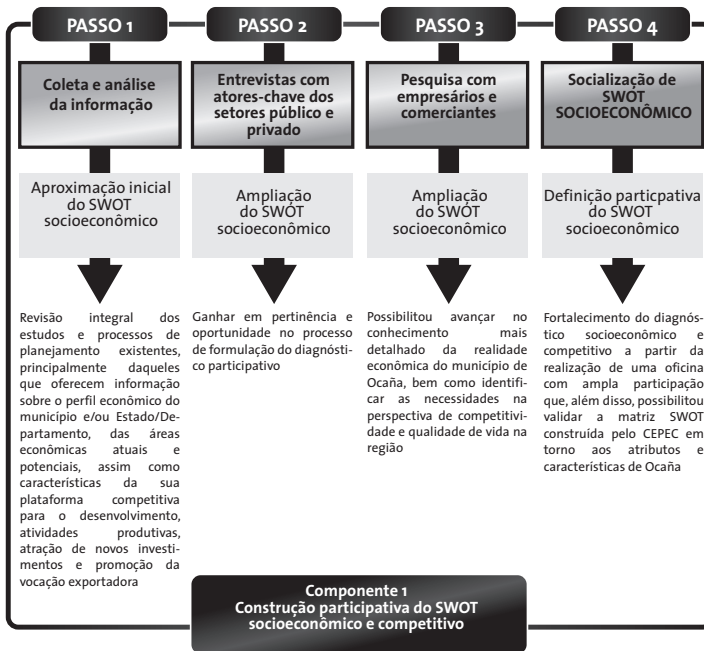 PASSO 1
Coleta e análise
da informação
Aproximação inicial
do SWOT
socioeconômico
Revisão integral dos
estudos e processos de
planejamento existentes,
principalmente daqueles
que oferecem informação
sobre o perfil econômico do
município e/ou Estado/De-
partamento, das áreas
econômicas atuais e
potenciais, assim como
características da sua
plataforma competitiva
para o desenvolvimento,
atividades produtivas,
atração de novos investi-
mentos e promoção da
vocação exportadora
PASSO 2
Entrevistas com
atores-chave dos
setores público e
privado
Ampliação
do SWOT
socioeconômico
Ganhar em pertinência e
oportunidade no processo
de formulação do diagnósti-
co participativo
PASSO 3
Pesquisa com
empresários e
comerciantes
Ampliação
do SWOT
socioeconômico
Possibilitou avançar no
conhecimento mais
detalhado da realidade
econômica do município de
Ocaña, bem como identifi-
car as necessidades na
perspectiva de competitivi-
dade e qualidade de vida na
região
PASSO 4
Socialização de
SWOT
SOCIOECONÔMICO
Definição particpativa
do SWOT
socioeconômico
Fortalecimento do diagnós-
tico socioeconômico e
competitivo a partir da
realização de uma oficina
com ampla participação
que, além disso, possibilitou
validar a matriz SWOT
construída pelo CEPEC em
torno aos atributos e
características de Ocaña
Componente 1
Construção participativa do SWOT
socioeconômico e competitivo